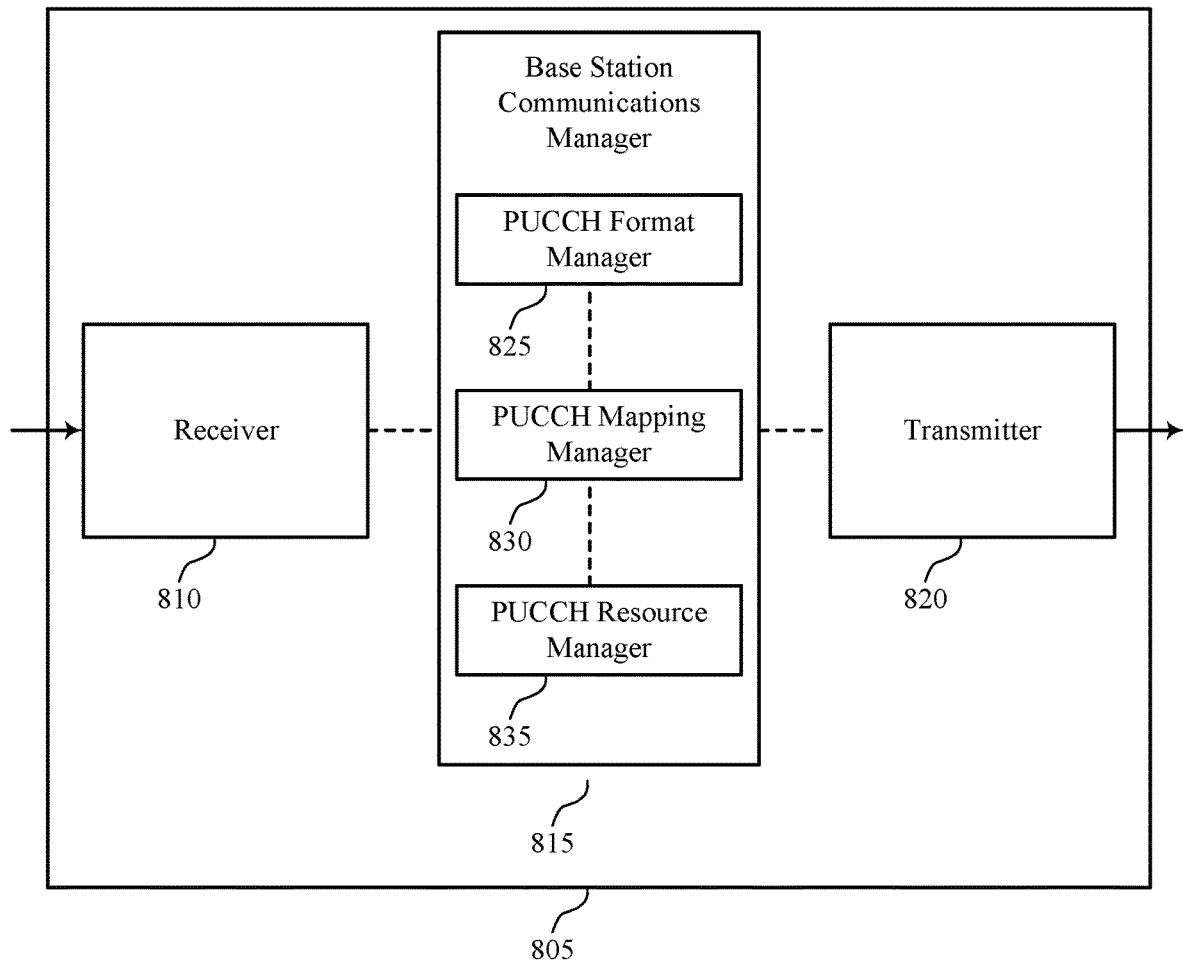 Base Station
Communications
Manager
PUCCH Format
Manager
825
Receiver
810
PUCCH Mapping
Manager
830
Transmitter
820
PUCCH Resource
Manager
835
815
805